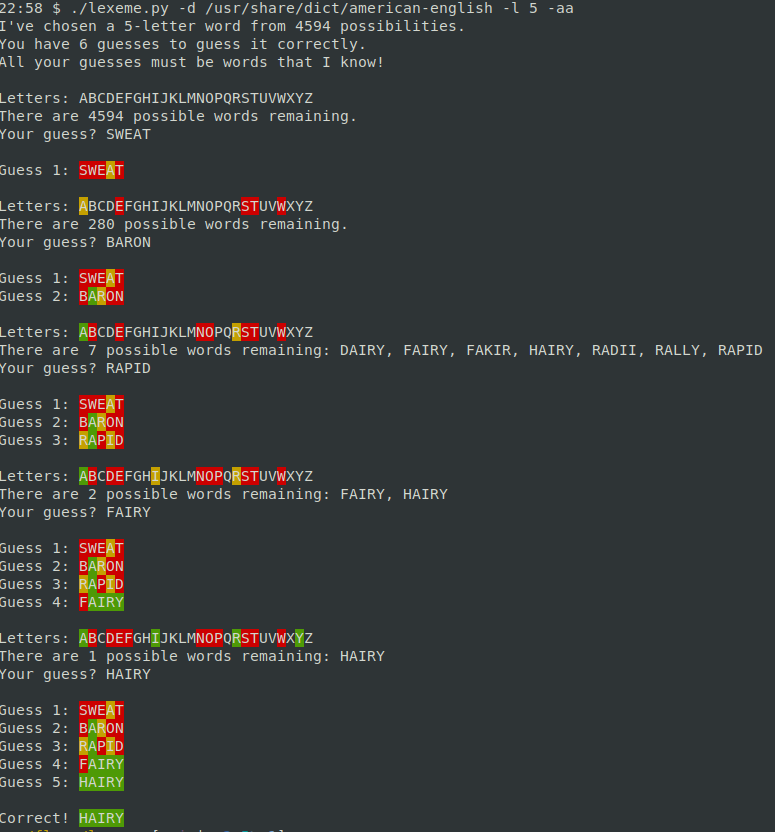 22:58 $ ./lexeme.py -d /usr/share/dict/american-english -l 5 -aa
I've chosen a 5-letter word from 4594 possibilities.
You have 6 guesses to guess it correctly.
All your guesses must be words that I know!
Letters: ABCDEFGHIJKLMNOPQRSTUVWXYZ
There are 4594 possible words remaining.
Your guess? SWEAT
Guess 1: SWEAT
Letters: ABCDEFGHIJKLMNOPQRSTUVWXYZ
There are 280 possible words remaining.
Your guess? BARON
Guess 1: SWEAT
Guess 2: BARON
Letters: ABCDEFGHIJKLMNOPQRSTUVWXYZ
There are 7 possible words remaining: DAIRY, FAIRY, FAKIR, HAIRY, RADII, RALLY, RAPID
Your guess? RAPID
Guess 1: SWEAT
Guess 2: BARON
Guess 3: RAPID
Letters: ABCDEFGHIJKLMNOPQRSTUVWXYZ
There are 2 possible words remaining: FAIRY, HAIRY
Your guess? FAIRY
Guess 1: SWEAT
Guess 2: BARON
Guess 3: RAPID
Guess 4: FAIRY
Letters: ABCDEFGHIJKLMNOPQRSTUVWXYZ
There are 1 possible words remaining: HAIRY
Your guess? HAIRY
Guess 1: SWEAT
Guess 2: BARON
Guess 3: RAPID
Guess 4: FAIRY
Guess 5: HAIRY
Correct! HAIRY